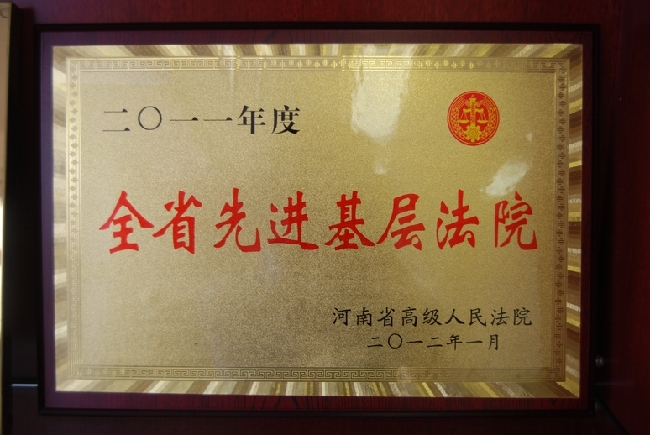 二〇一一年度
全省先进基层法院
河南省高级人民法院
二〇一二年一月